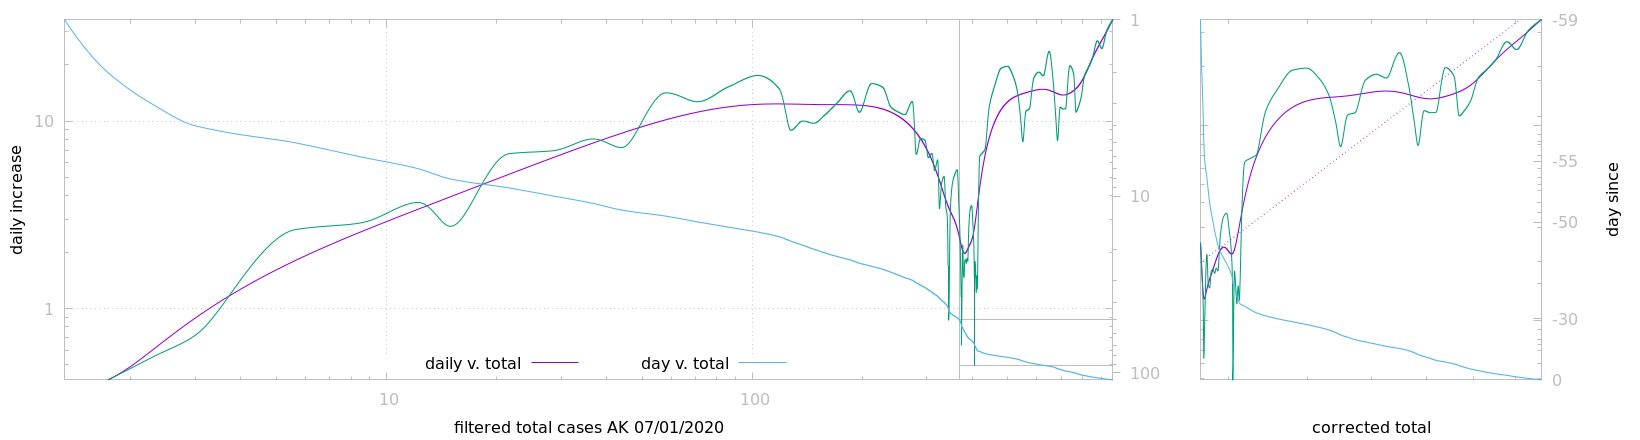 daily increase
10
1
daily v. total
day v. total
10
100
filtered total cases AK 07/01/2020
1
10
100
-59
-55
-50
-30
0
day since
corrected total